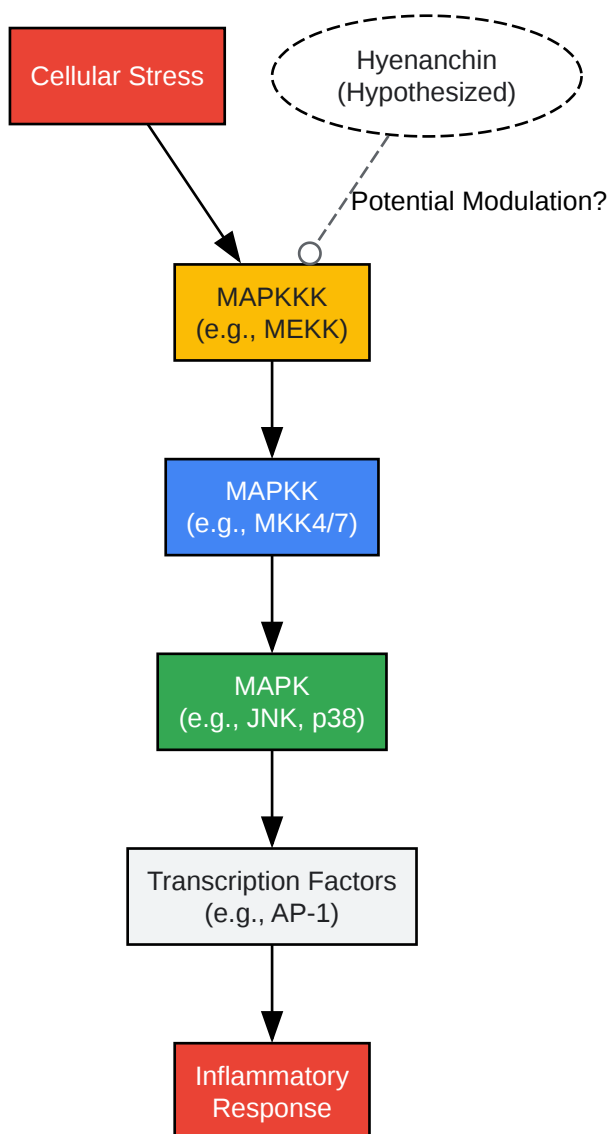 Cellular Stress
Hyenanchin
(Hypothesized)
Potential Modulation?
MAPKKK
(e.g., MEKK)
MAPKK
(e.g., MKK4/7)
MAPK
(e.g., JNK, p38)
Transcription Factors
(e.g., AP-1)
Inflammatory
Response